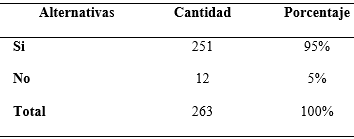 Alternativas Cantidad Porcentaje
Si 251 95%
No 12 5%
Total 263 100%